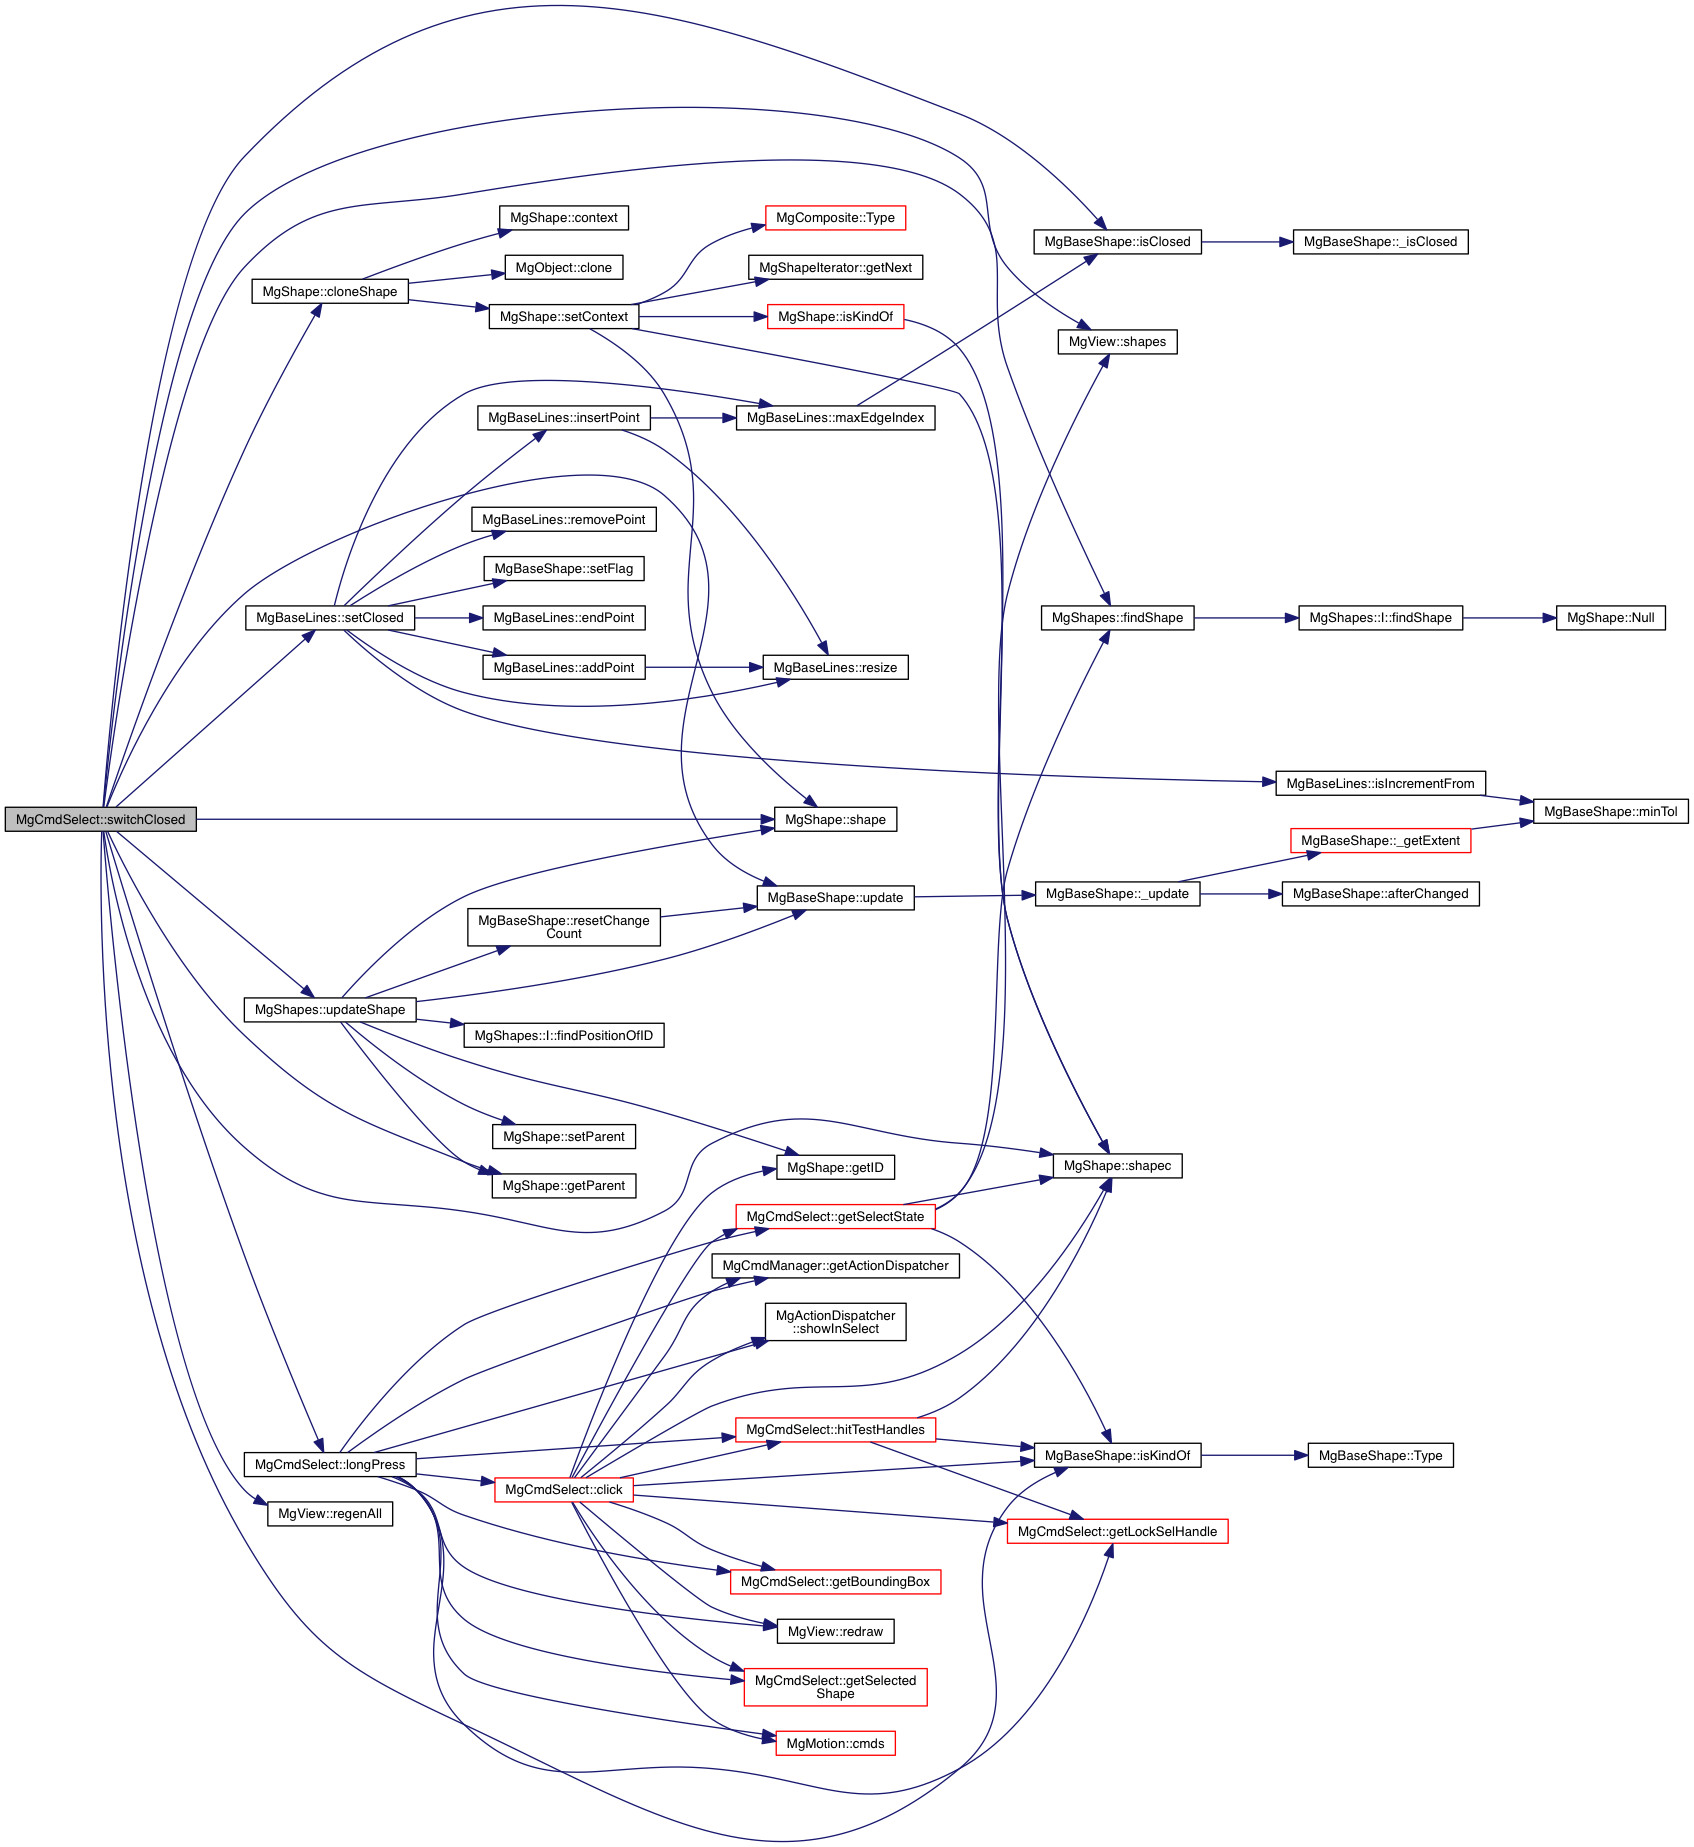 MgCmdSelect::switchClosed
MgShape::cloneShape
MgBaseLines::setClosed
MgShapes::updateShape
MgCmdSelect::longPress
MgView::regenAll
MgShape::context
MgObject::clone
MgShape::setContext
MgBaseLines::insertPoint
MgBaseLines::removePoint
MgBaseShape::setFlag
MgBaseLines::endPoint
MgBaseLines::addPoint
MgBaseShape::resetChange
Count
MgShapes::I::findPositionOfID
MgShape::setParent
MgShape::getParent
MgCmdSelect::click
MgComposite::Type
MgShapeIterator::getNext
MgShape::isKindOf
MgBaseLines::maxEdgeIndex
MgBaseLines::resize
MgShape::shape
MgBaseShape::update
MgShape::getID
MgCmdSelect::getSelectState
MgCmdManager::getActionDispatcher
MgActionDispatcher
::showInSelect
MgCmdSelect::hitTestHandles
MgCmdSelect::getBoundingBox
MgView::redraw
MgCmdSelect::getSelected
Shape
MgMotion::cmds
MgBaseShape::isClosed
MgView::shapes
MgShapes::findShape
MgBaseShape::_update
MgShape::shapec
MgBaseShape::isKindOf
MgCmdSelect::getLockSelHandle
MgBaseShape::_isClosed
MgShapes::I::findShape
MgBaseLines::isIncrementFrom
MgBaseShape::_getExtent
MgBaseShape::afterChanged
MgBaseShape::Type
MgShape::Null
MgBaseShape::minTol